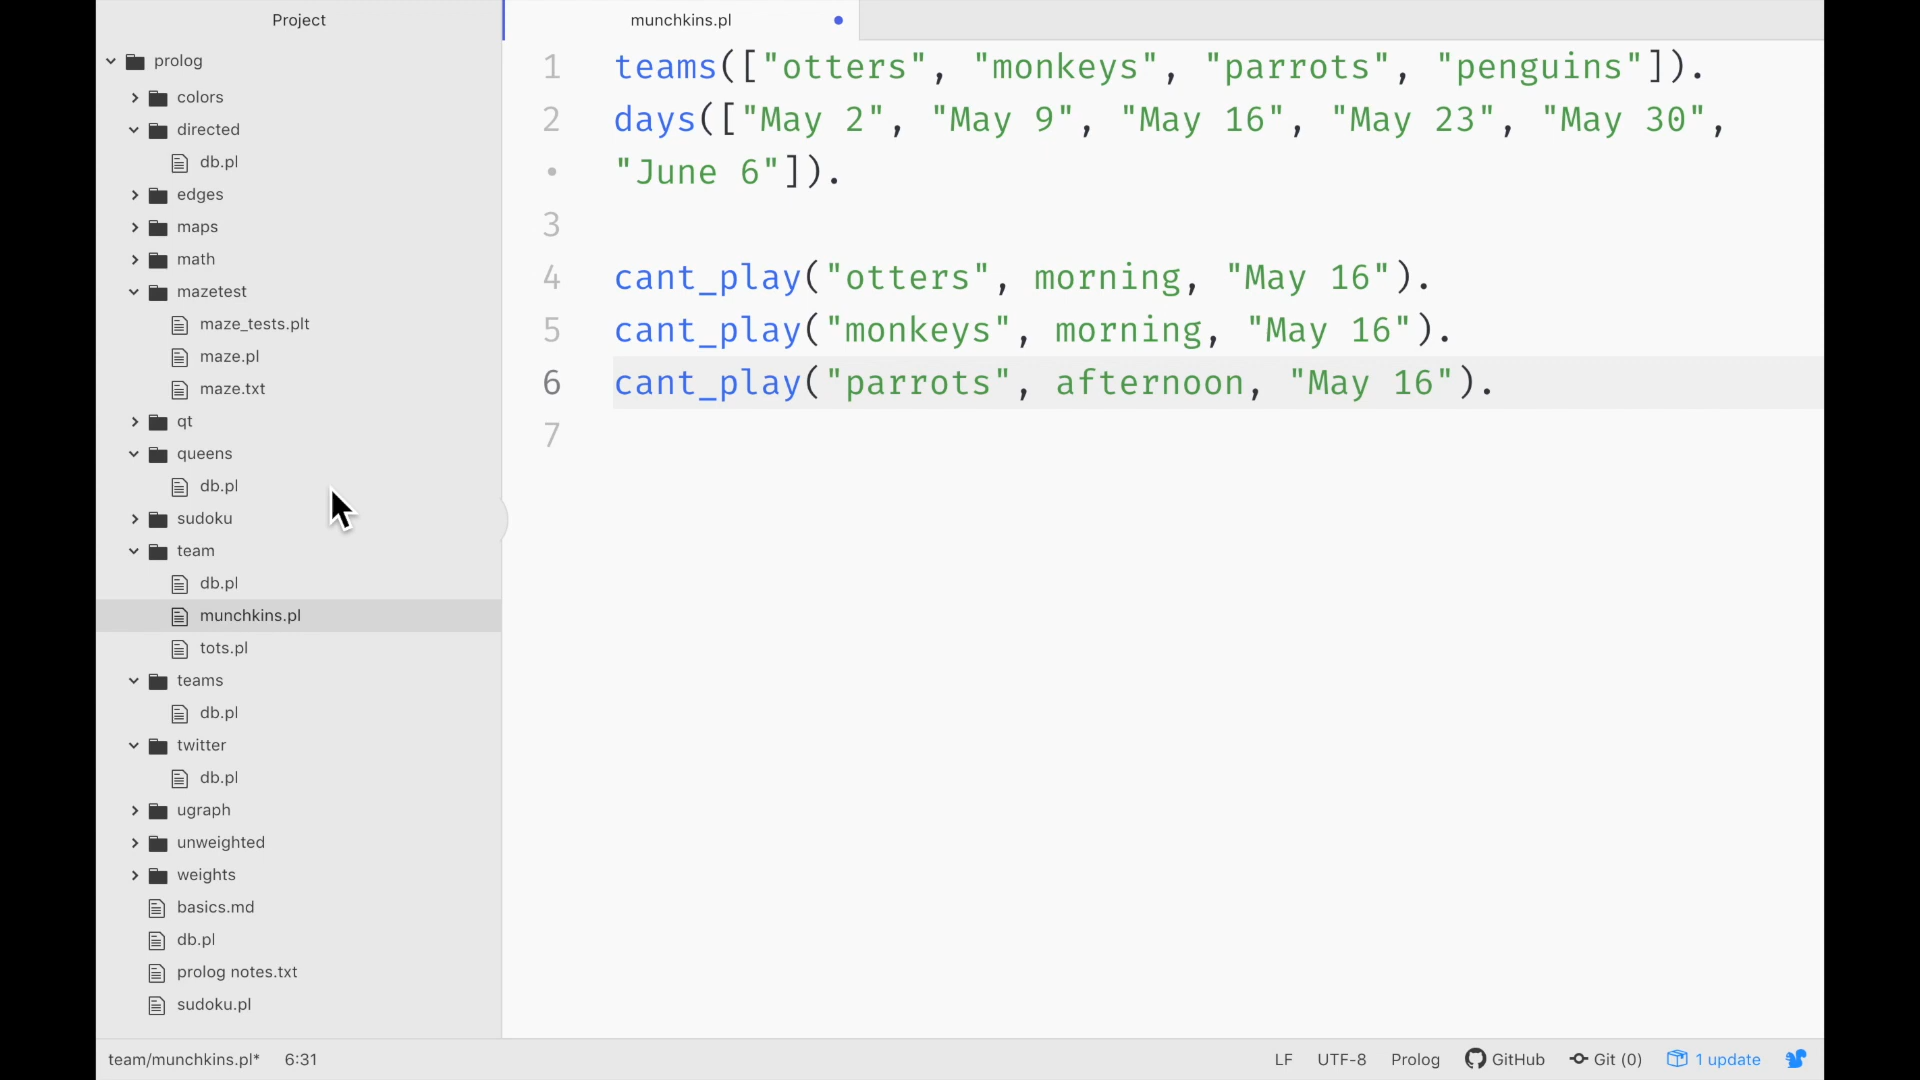 Project
munchkins.pl
prolog
colors
directed
db.pl
edges
maps
math
mazetest
maze_tests.plt
maze.pl
maze.txt
qt
queens
db.pl
sudoku
team
db.pl
munchkins.pl
tots.pl
teams
db.pl
twitter
db.pl
ugraph
unweighted
weights
basics.md
db.pl
prolog notes.txt
sudoku.pl
1 teams(["otters", "monkeys", "parrots", "penguins"]).
2 days(["May 2", "May 9", "May 16", "May 23", "May 30",
• "June 6"]).
3
4 cant_play("otters", morning, "May 16").
5 cant_play("monkeys", morning, "May 16").
6 cant_play("parrots", afternoon, "May 16").
7
team/munchkins.pl* 6:31 LF UTF-8 Prolog GitHub Git (0) 1 update